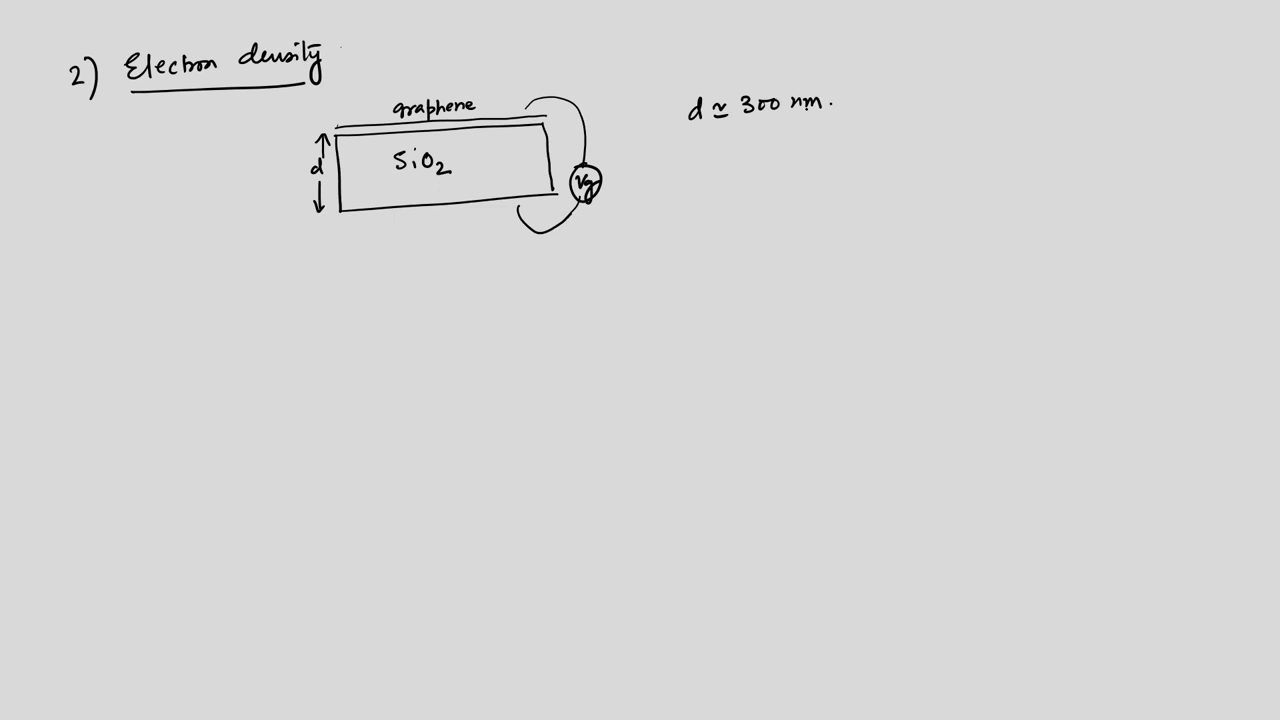 2) Electron density
graphene
d ≃ 300 nm.
d
SiO₂
Vg